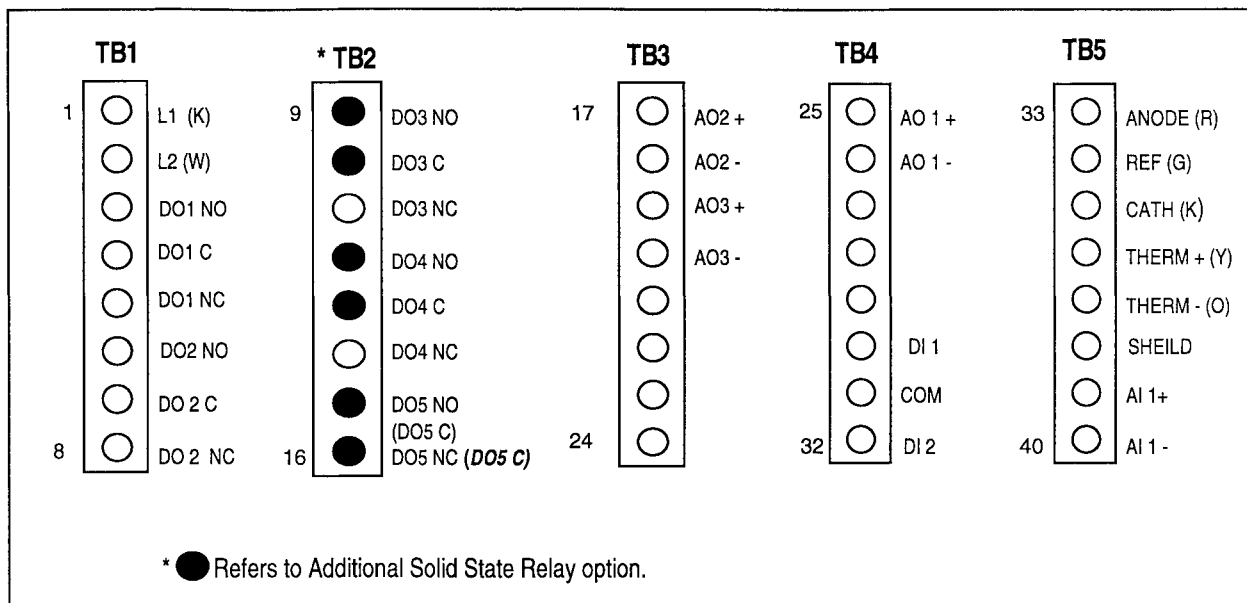 TB1
1
L1 (K)
L2 (W)
DO1 NO
DO1 C
DO1 NC
DO2 NO
DO 2 C
8
DO 2 NC
* TB2
9
DO3 NO
DO3 C
DO3 NC
DO4 NO
DO4 C
DO4 NC
DO5 NO
(DO5 C)
16
DO5 NC (DO5 C)
TB3
17
AO2 +
AO2 -
AO3 +
AO3 -
24
TB4
25
AO 1 +
AO 1 -
DI 1
COM
32
DI 2
TB5
33
ANODE (R)
REF (G)
CATH (K)
THERM + (Y)
THERM - (O)
SHEILD
AI 1+
40
AI 1 -
* Refers to Additional Solid State Relay option.